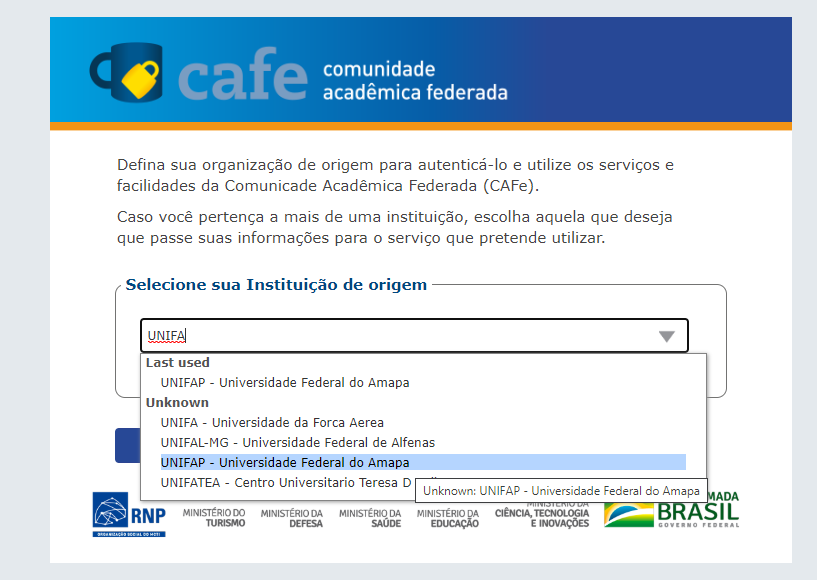 cafe comunidade
acadêmica federada
Defina sua organização de origem para autenticá-lo e utilize os serviços e
facilidades da Comunicade Acadêmica Federada (CAFe).
Caso você pertença a mais de uma instituição, escolha aquela que deseja
que passe suas informações para o serviço que pretende utilizar.
Selecione sua Instituição de origem
UNIFA
Last used
UNIFAP - Universidade Federal do Amapa
Unknown
UNIFA - Universidade da Forca Aerea
UNIFAL-MG - Universidade Federal de Alfenas
UNIFAP - Universidade Federal do Amapa
UNIFATEA - Centro Universitario Teresa D
Unknown: UNIFAP - Universidade Federal do Amapa
RNP
ORGANIZAÇÃO SOCIAL DO MCTI
MINISTÉRIO DO
TURISMO
MINISTÉRIO DA
DEFESA
MINISTÉRIO DA
SAÚDE
MINISTÉRIO DA
EDUCAÇÃO
MINISTÉRIO DA
CIÊNCIA, TECNOLOGIA
E INOVAÇÕES
MADA
BRASIL
GOVERNO FEDERAL